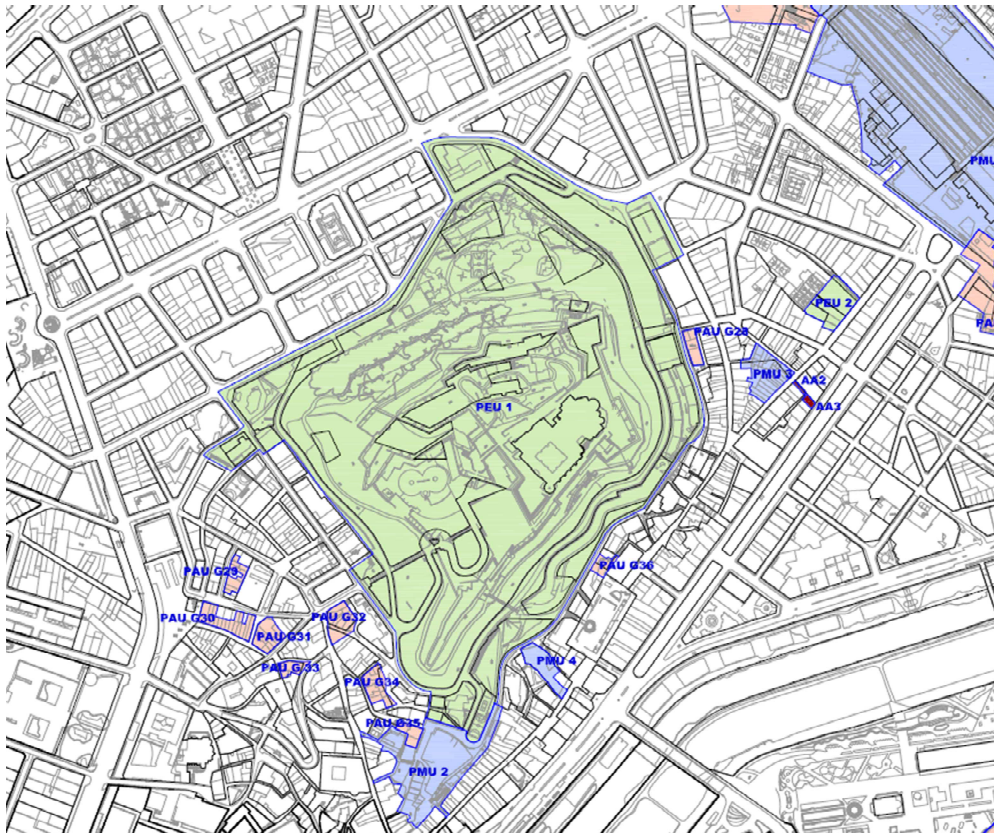 PMU
PEU 2
PA
PAU G28
PMU 3
AA2
AA3
PEU 1
PAU G36
PAU G29
PAU G30
PAU G31
PAU G32
PAU G 33
PMU 4
PAU G34
PAU G35
PMU 2